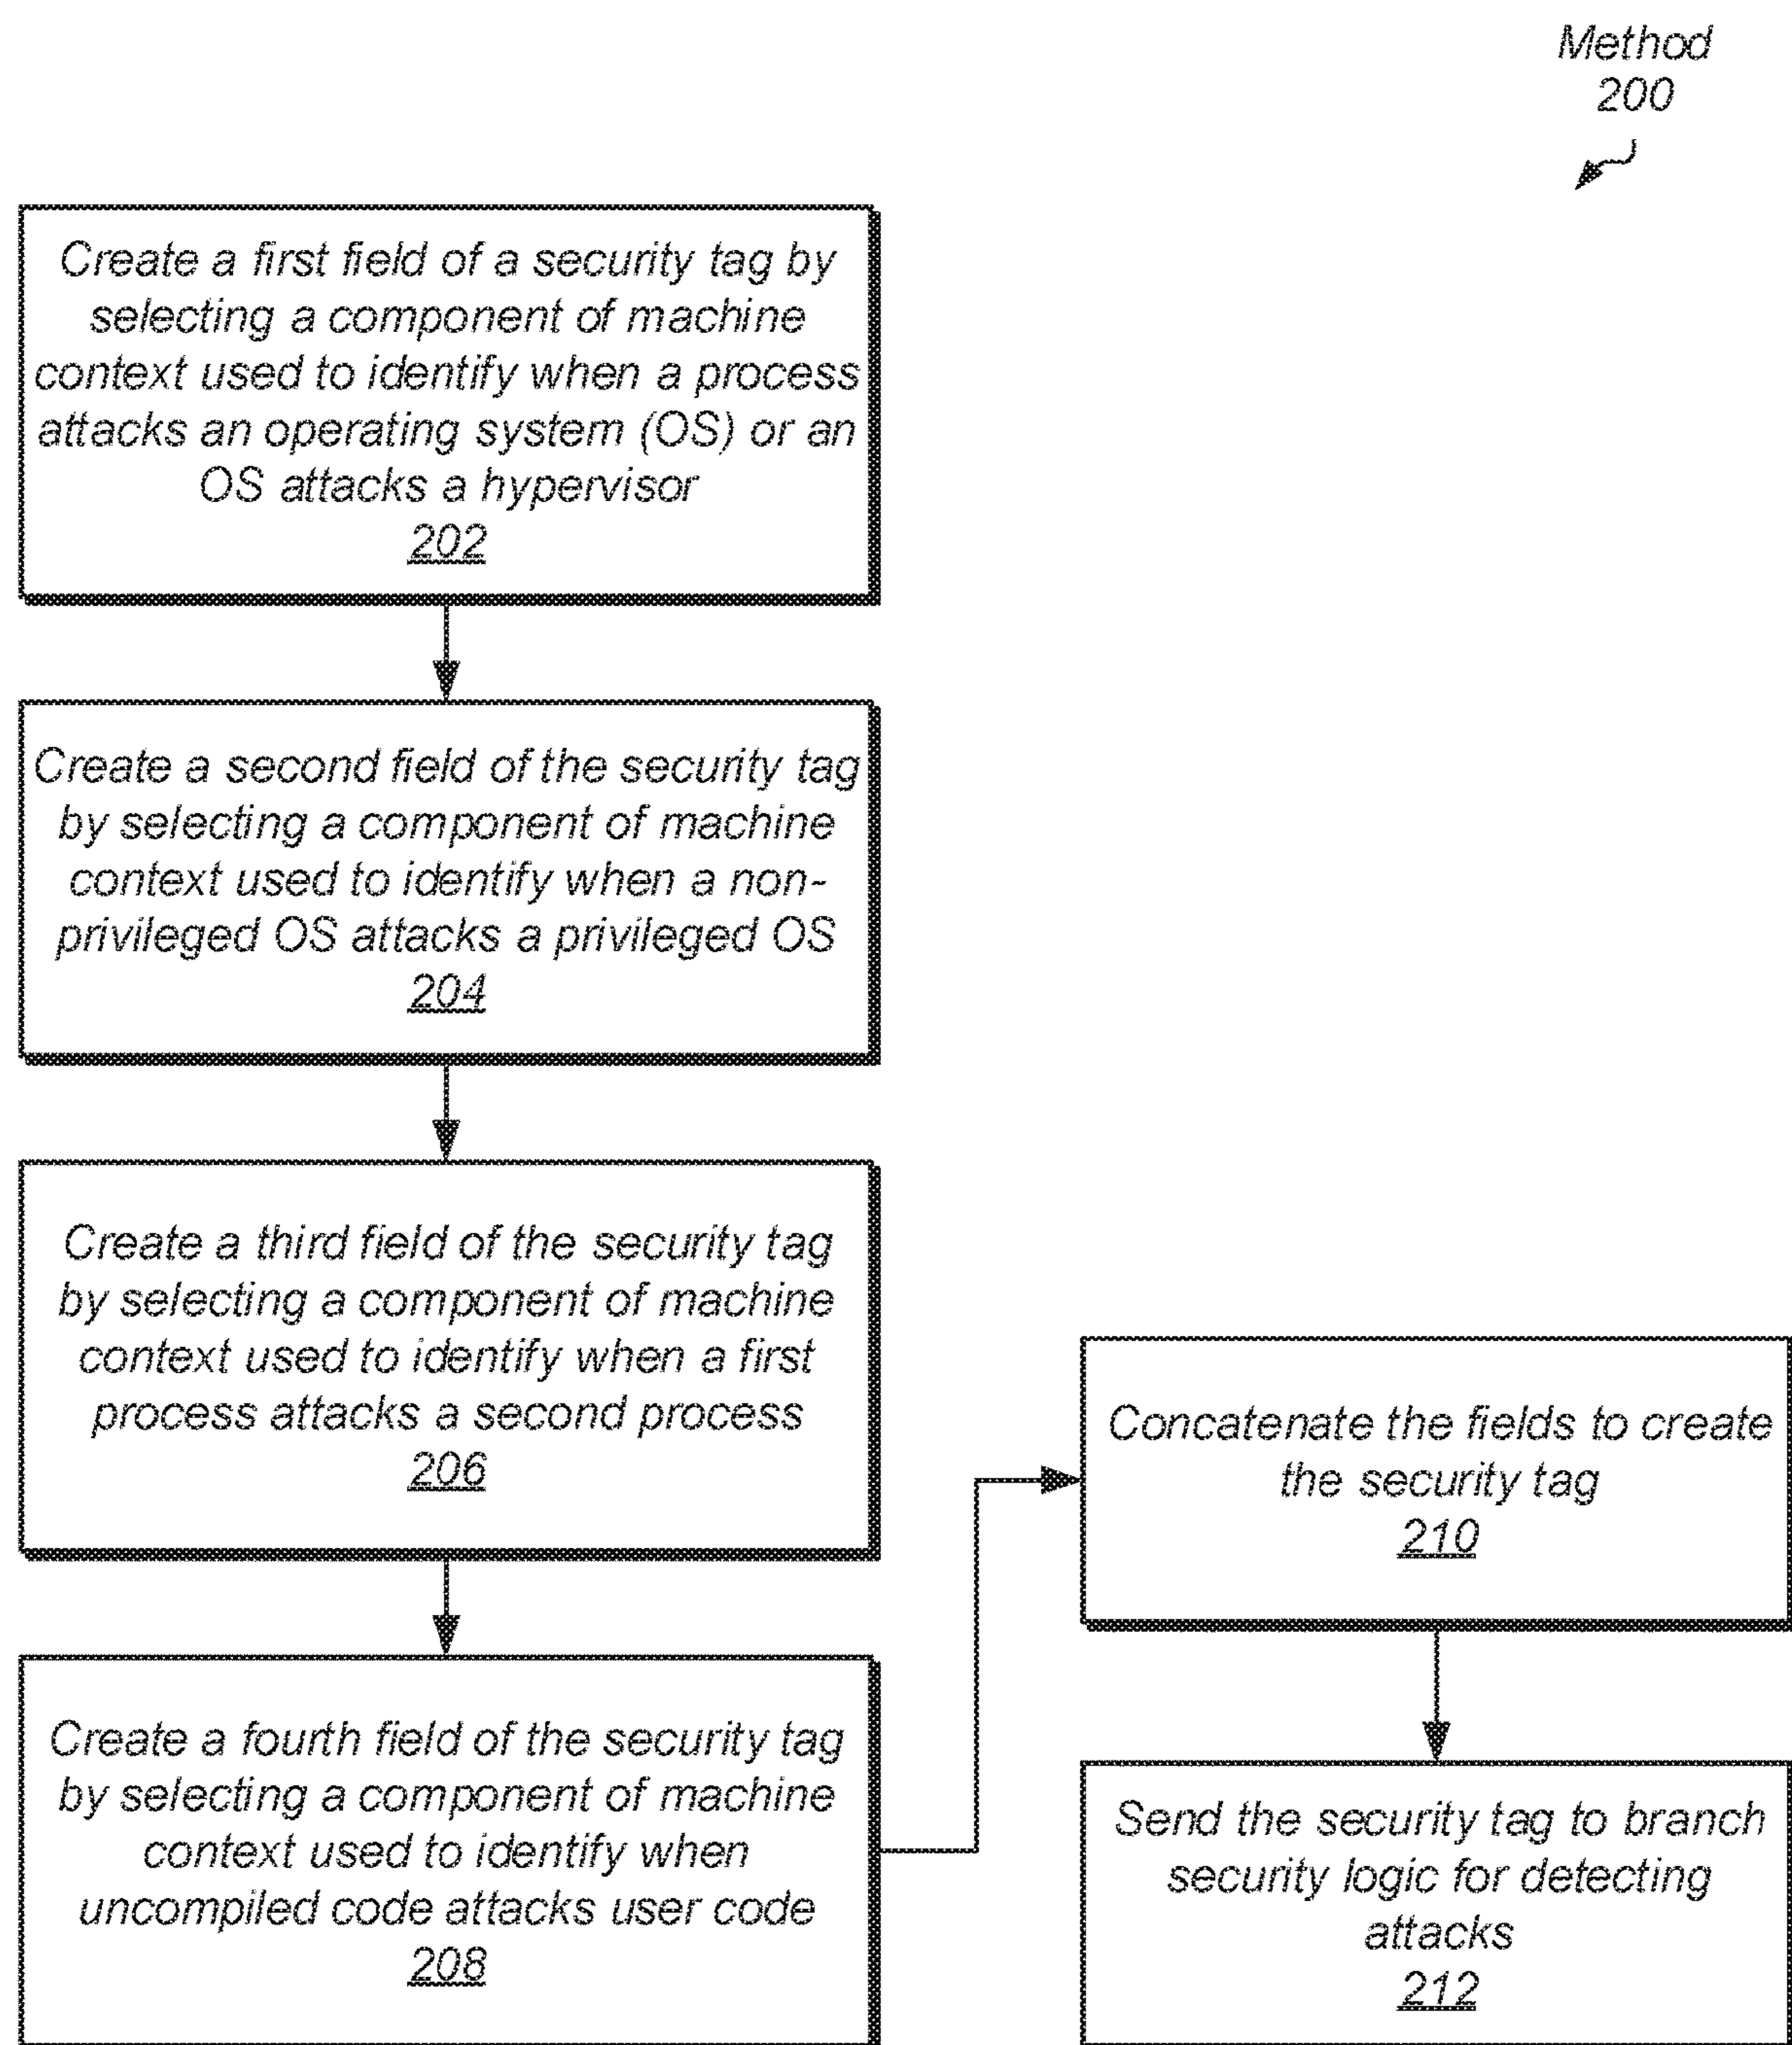 Method
200
Create a first field of a security tag by
selecting a component of machine
context used to identify when a process
attacks an operating system (OS) or an
OS attacks a hypervisor
202
Create a second field of the security tag
by selecting a component of machine
context used to identify when a non-
privileged OS attacks a privileged OS
204
Create a third field of the security tag
by selecting a component of machine
context used to identify when a first
process attacks a second process
206
Create a fourth field of the security tag
by selecting a component of machine
context used to identify when
uncompiled code attacks user code
208
Concatenate the fields to create
the security tag
210
Send the security tag to branch
security logic for detecting
attacks
212